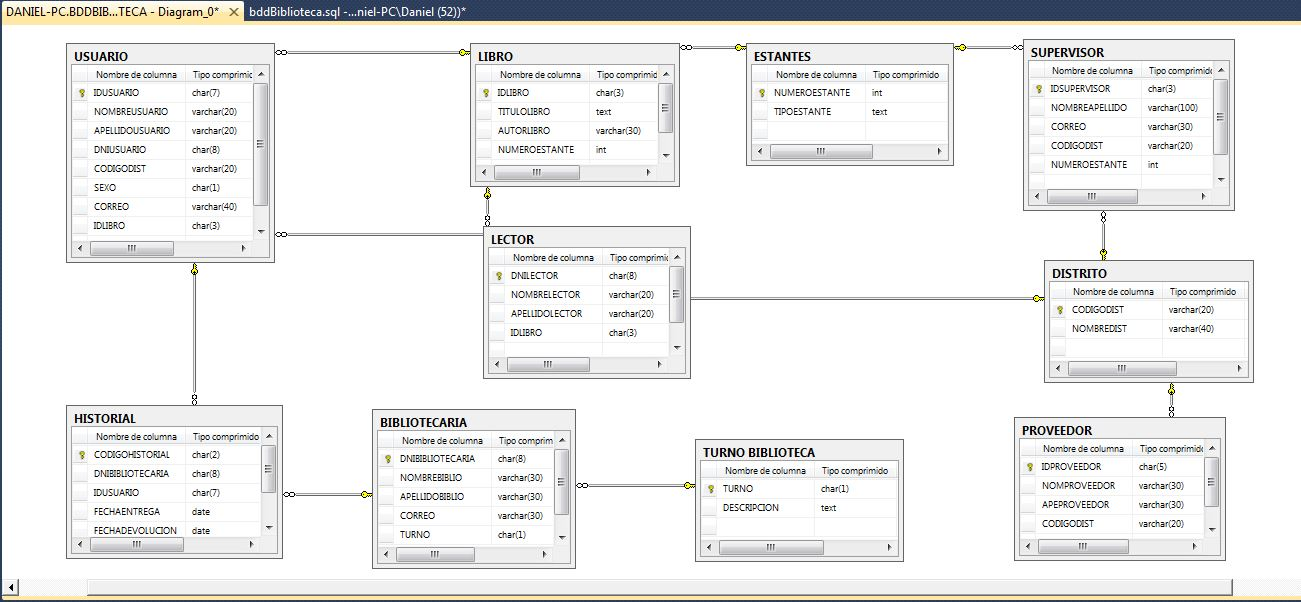 DANIEL-PC.BDDBIB...TECA - Diagram_0* bddBiblioteca.sql -...niel-PC\Daniel (52))*
USUARIO
Nombre de columna Tipo comprimic
IDUSUARIO char(7)
NOMBREUSUARIO varchar(20)
APELLIDOUSUARIO varchar(20)
DNIUSUARIO char(8)
CODIGODIST varchar(20)
SEXO char(1)
CORREO varchar(40)
IDLIBRO char(3)
LIBRO
Nombre de columna Tipo comprimid
IDLIBRO char(3)
TITULOLIBRO text
AUTORLIBRO varchar(30)
NUMEROESTANTE int
ESTANTES
Nombre de columna Tipo comprimido
NUMEROESTANTE int
TIPOESTANTE text
SUPERVISOR
Nombre de columna Tipo comprimidc
IDSUPERVISOR char(3)
NOMBREAPELLIDO varchar(100)
CORREO varchar(30)
CODIGODIST varchar(20)
NUMEROESTANTE int
LECTOR
Nombre de columna Tipo comprimic
DNILECTOR char(8)
NOMBRELECTOR varchar(20)
APELLIDOLECTOR varchar(20)
IDLIBRO char(3)
DISTRITO
Nombre de columna Tipo comprimido
CODIGODIST varchar(20)
NOMBREDIST varchar(40)
HISTORIAL
Nombre de columna Tipo comprimido
CODIGOHISTORIAL char(2)
DNIBIBLIOTECARIA char(8)
IDUSUARIO char(7)
FECHAENTREGA date
FECHADEVOLUCION date
BIBLIOTECARIA
Nombre de columna Tipo comprim
DNIBIBLIOTECARIA char(8)
NOMBREBIBLIO varchar(30)
APELLIDOBIBLIO varchar(30)
CORREO varchar(30)
TURNO char(1)
TURNO BIBLIOTECA
Nombre de columna Tipo comprimido
TURNO char(1)
DESCRIPCION text
PROVEEDOR
Nombre de columna Tipo comprimidc
IDPROVEEDOR char(5)
NOMPROVEEDOR varchar(30)
APEPROVEEDOR varchar(30)
CODIGODIST varchar(20)